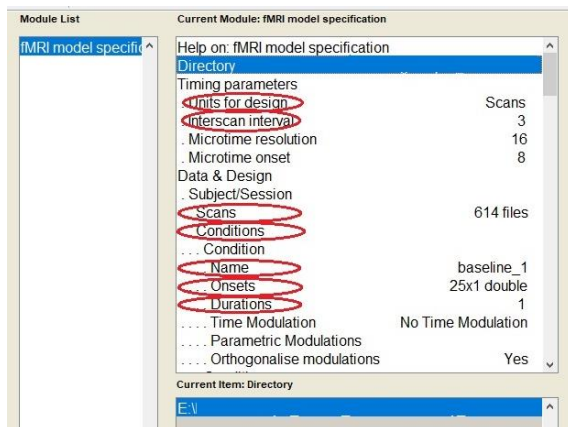 Module List
Current Module: fMRI model specification
fMRI model specific
Help on: fMRI model specification
Directory
Timing parameters
. Units for design Scans
. Interscan interval 3
. Microtime resolution 16
. Microtime onset 8
Data & Design
. Subject/Session
. . Scans 614 files
. . Conditions
. . . Condition
. . . . Name baseline_1
. . . . Onsets 25x1 double
. . . . Durations 1
. . . . Time Modulation No Time Modulation
. . . . Parametric Modulations
. . . . Orthogonalise modulations Yes
Current Item: Directory
E:\